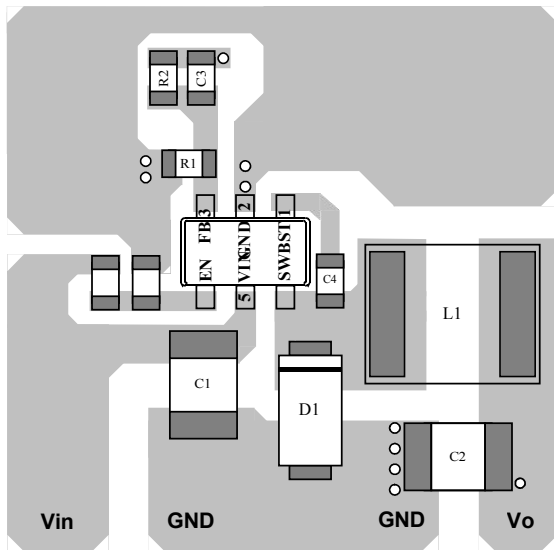 R2
C3
R1
FB 3
GND 2
BST 1
EN
VIN 5
SW
C4
L1
C1
D1
C2
Vin
GND
GND
Vo